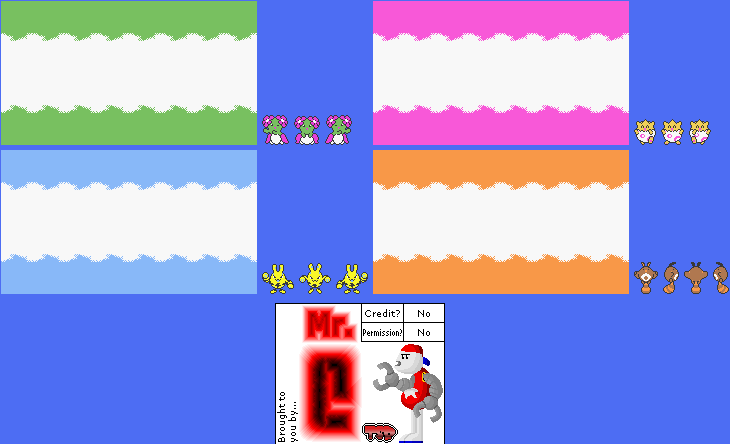 Mr.
C
Brought to
you by...
Credit? No
Permission? No